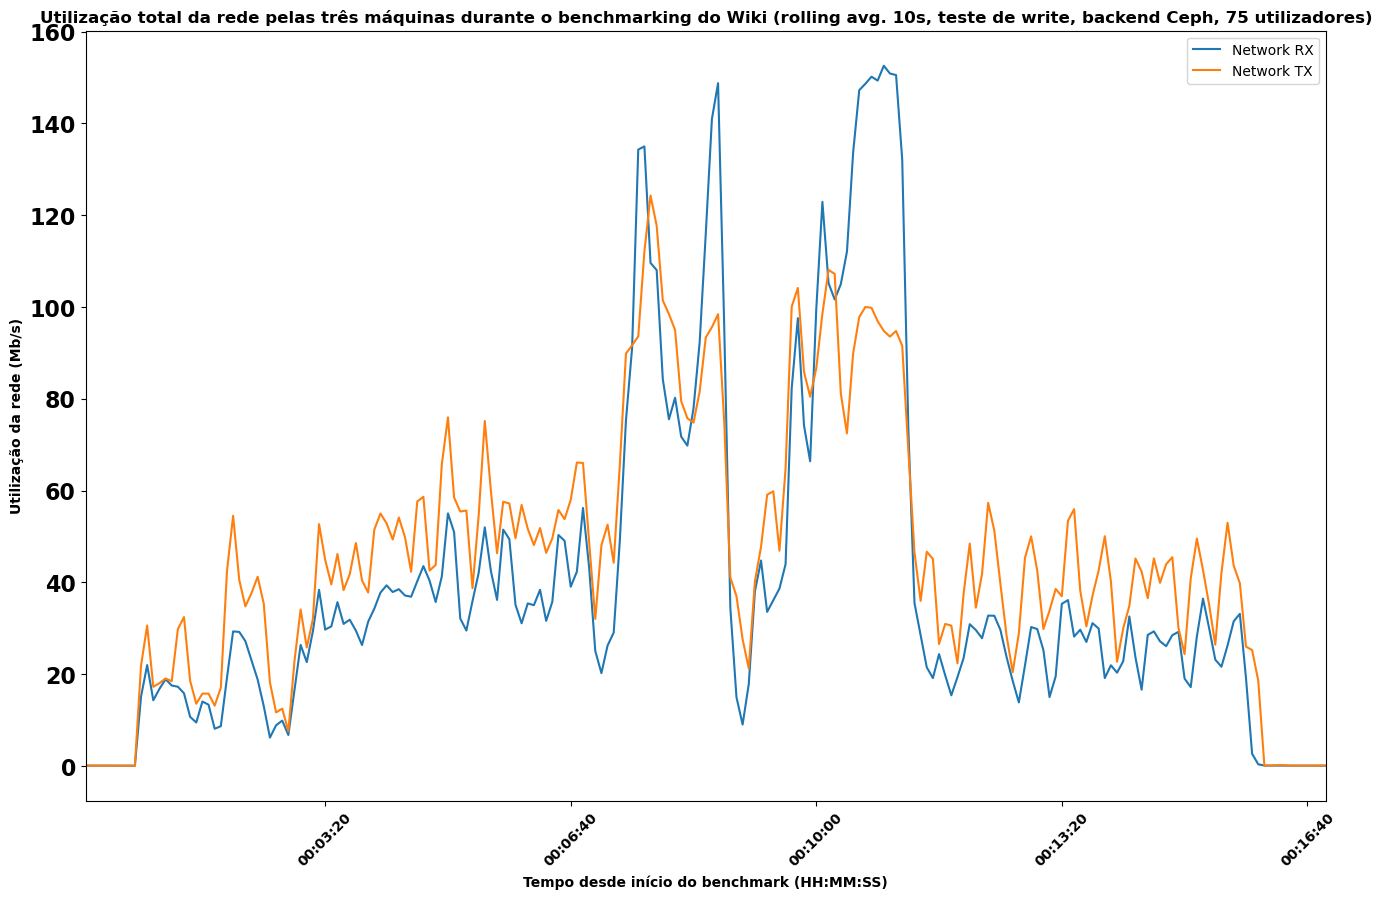 Utilização total da rede pelas três máquinas durante o benchmarking do Wiki (rolling avg. 10s, teste de write, backend Ceph, 75 utilizadores)
Network RX
Network TX
160
140
120
100
80
60
40
20
0
Utilização da rede (Mb/s)
00:03:20
00:06:40
00:10:00
00:13:20
00:16:40
Tempo desde início do benchmark (HH:MM:SS)